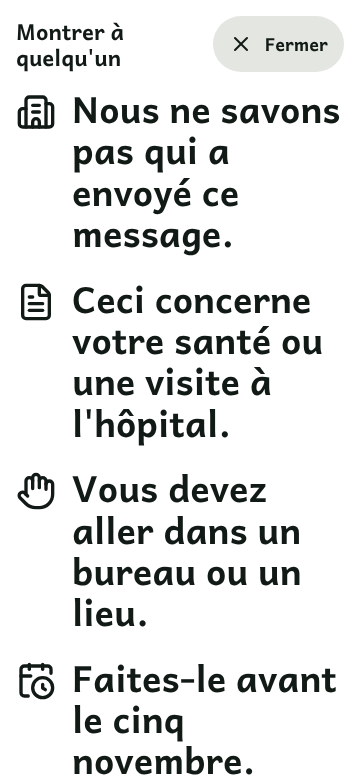 Montrer à
quelqu'un
Fermer
Nous ne savons
pas qui a
envoyé ce
message.
Ceci concerne
votre santé ou
une visite à
l'hôpital.
Vous devez
aller dans un
bureau ou un
lieu.
Faites-le avant
le cinq
novembre.